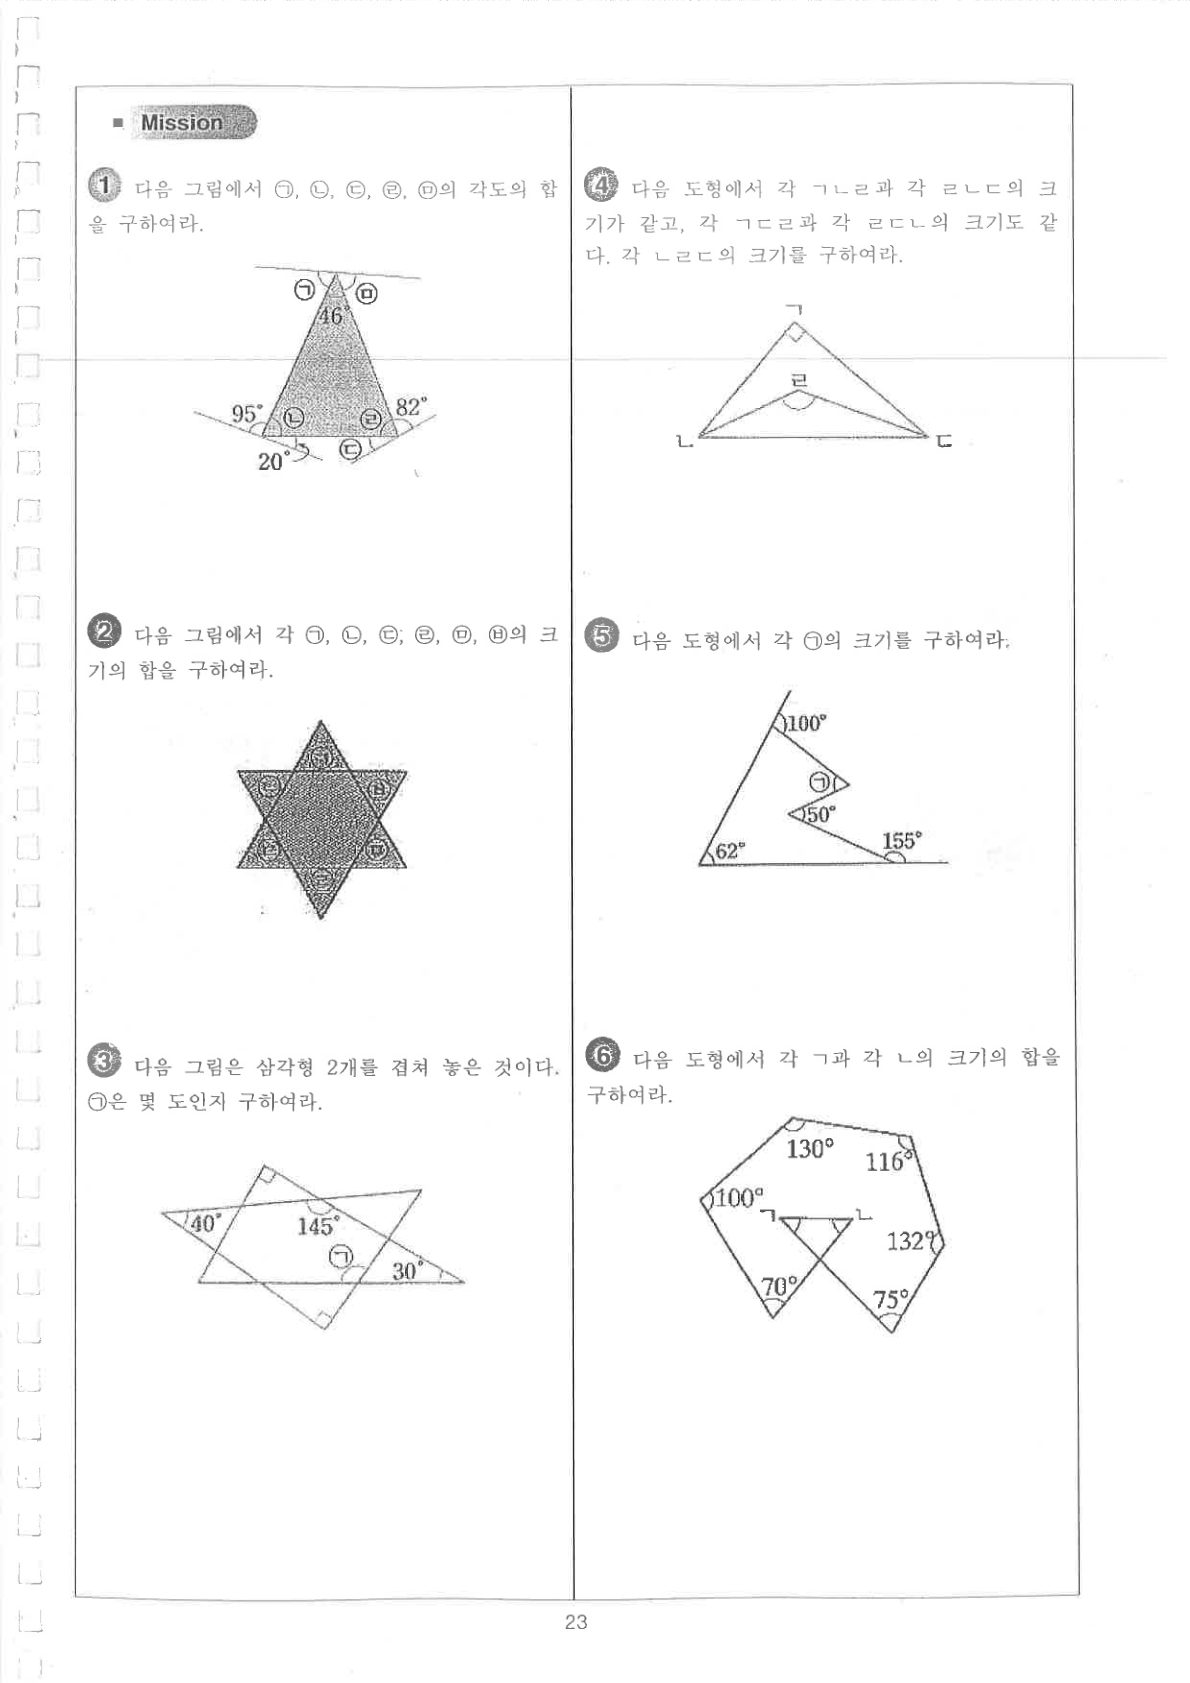 Mission
1 다음 그림에서 ㉠, ㉡, ㉢, ㉣, ㉤의 각도의 합
을 구하여라.
㉠ ㉤
46°
95° ㉡ ㉣ 82°
20° ㉢
2 다음 그림에서 각 ㉠, ㉡, ㉢, ㉣, ㉤, ㉥의 크
기의 합을 구하여라.
㉥
㉤
㉣
3 다음 그림은 삼각형 2개를 겹쳐 놓은 것이다.
㉠은 몇 도인지 구하여라.
40° 145°
㉠ 30°
4 다음 도형에서 각 ㄱㄴㄹ과 각 ㄹㄴㄷ의 크
기가 같고, 각 ㄱㄷㄹ과 각 ㄹㄷㄴ의 크기도 같
다. 각 ㄴㄹㄷ의 크기를 구하여라.
ㄱ
ㄹ
ㄴ ㄷ
5 다음 도형에서 각 ㉠의 크기를 구하여라.
100°
㉠
50°
62° 155°
6 다음 도형에서 각 ㄱ과 각 ㄴ의 크기의 합을
구하여라.
130° 116°
100° ㄱ ㄴ
132°
70° 75°
23